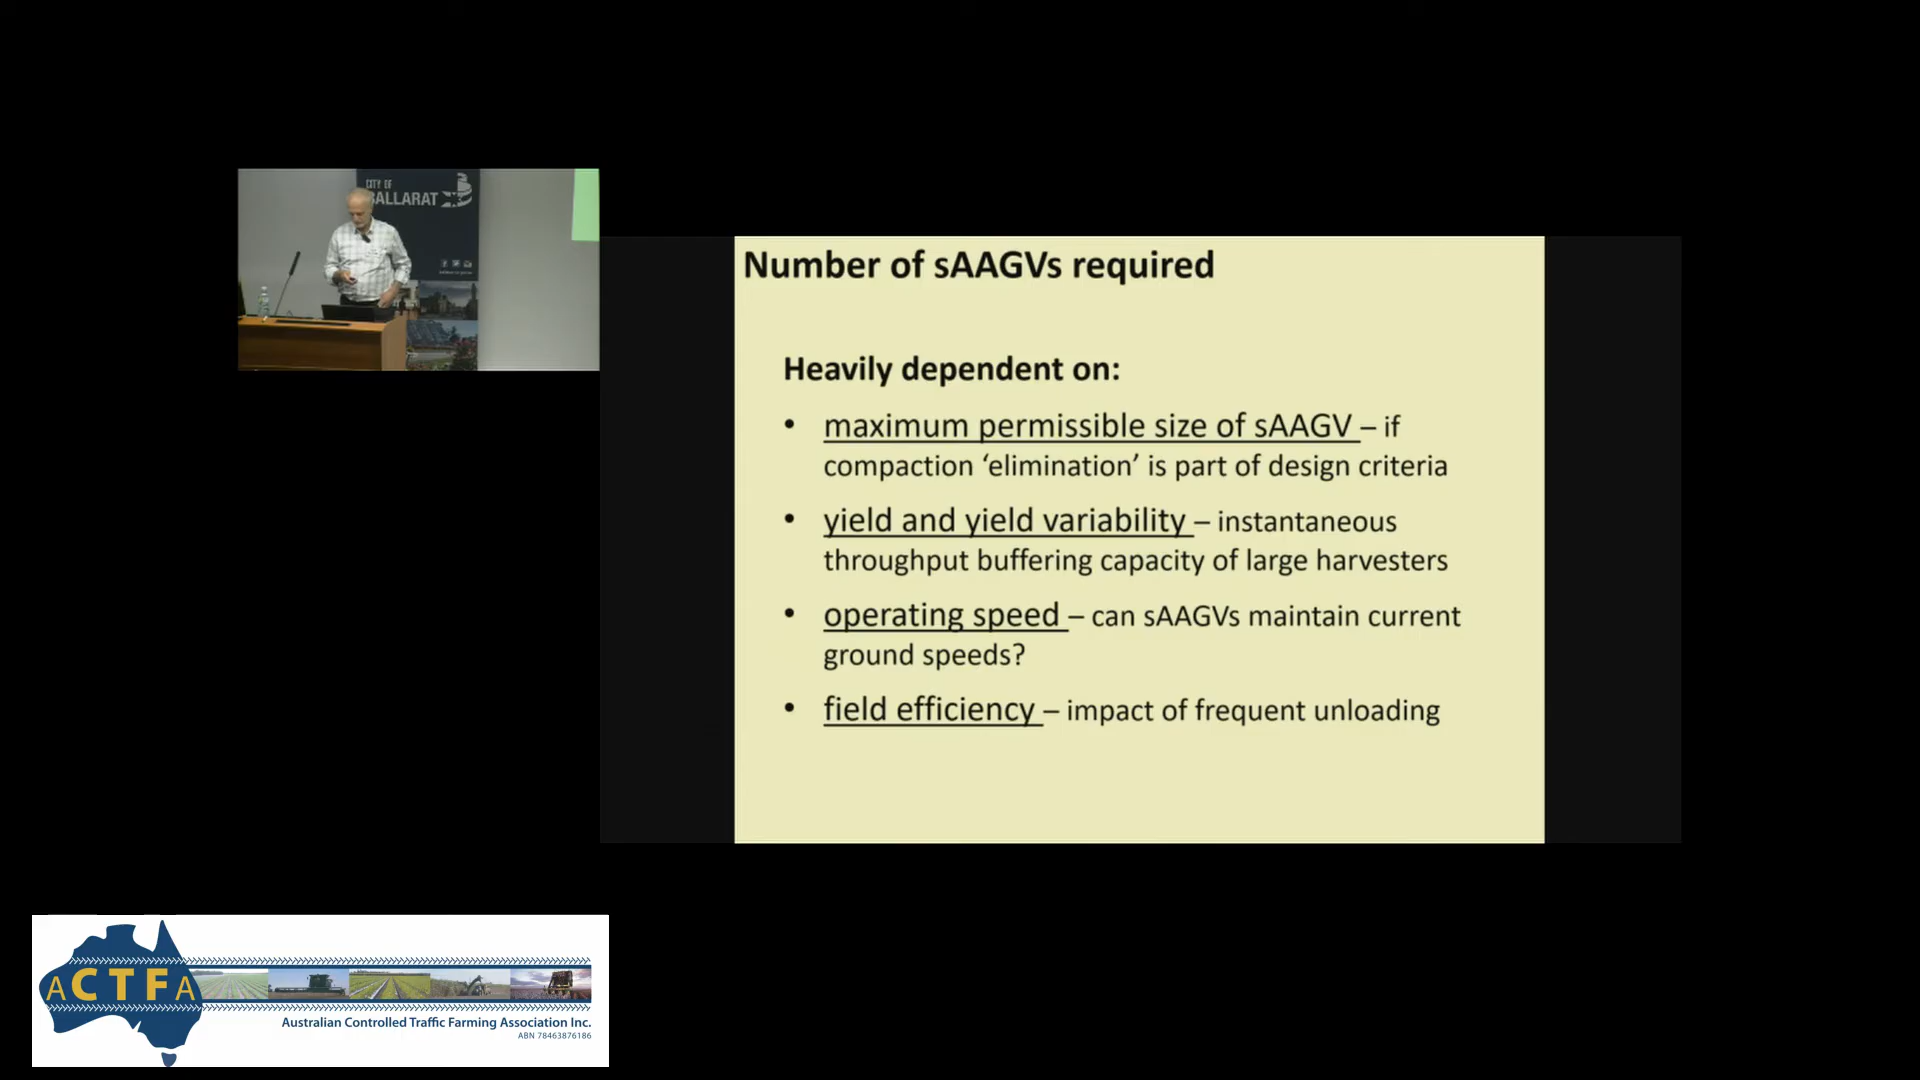 CITY OF
BALLARAT
Number of sAAGVs required
Heavily dependent on:
• maximum permissible size of sAAGV – if
compaction ‘elimination’ is part of design criteria
• yield and yield variability – instantaneous
throughput buffering capacity of large harvesters
• operating speed – can sAAGVs maintain current
ground speeds?
• field efficiency – impact of frequent unloading
ACTFA
Australian Controlled Traffic Farming Association Inc.
ABN 78463876186